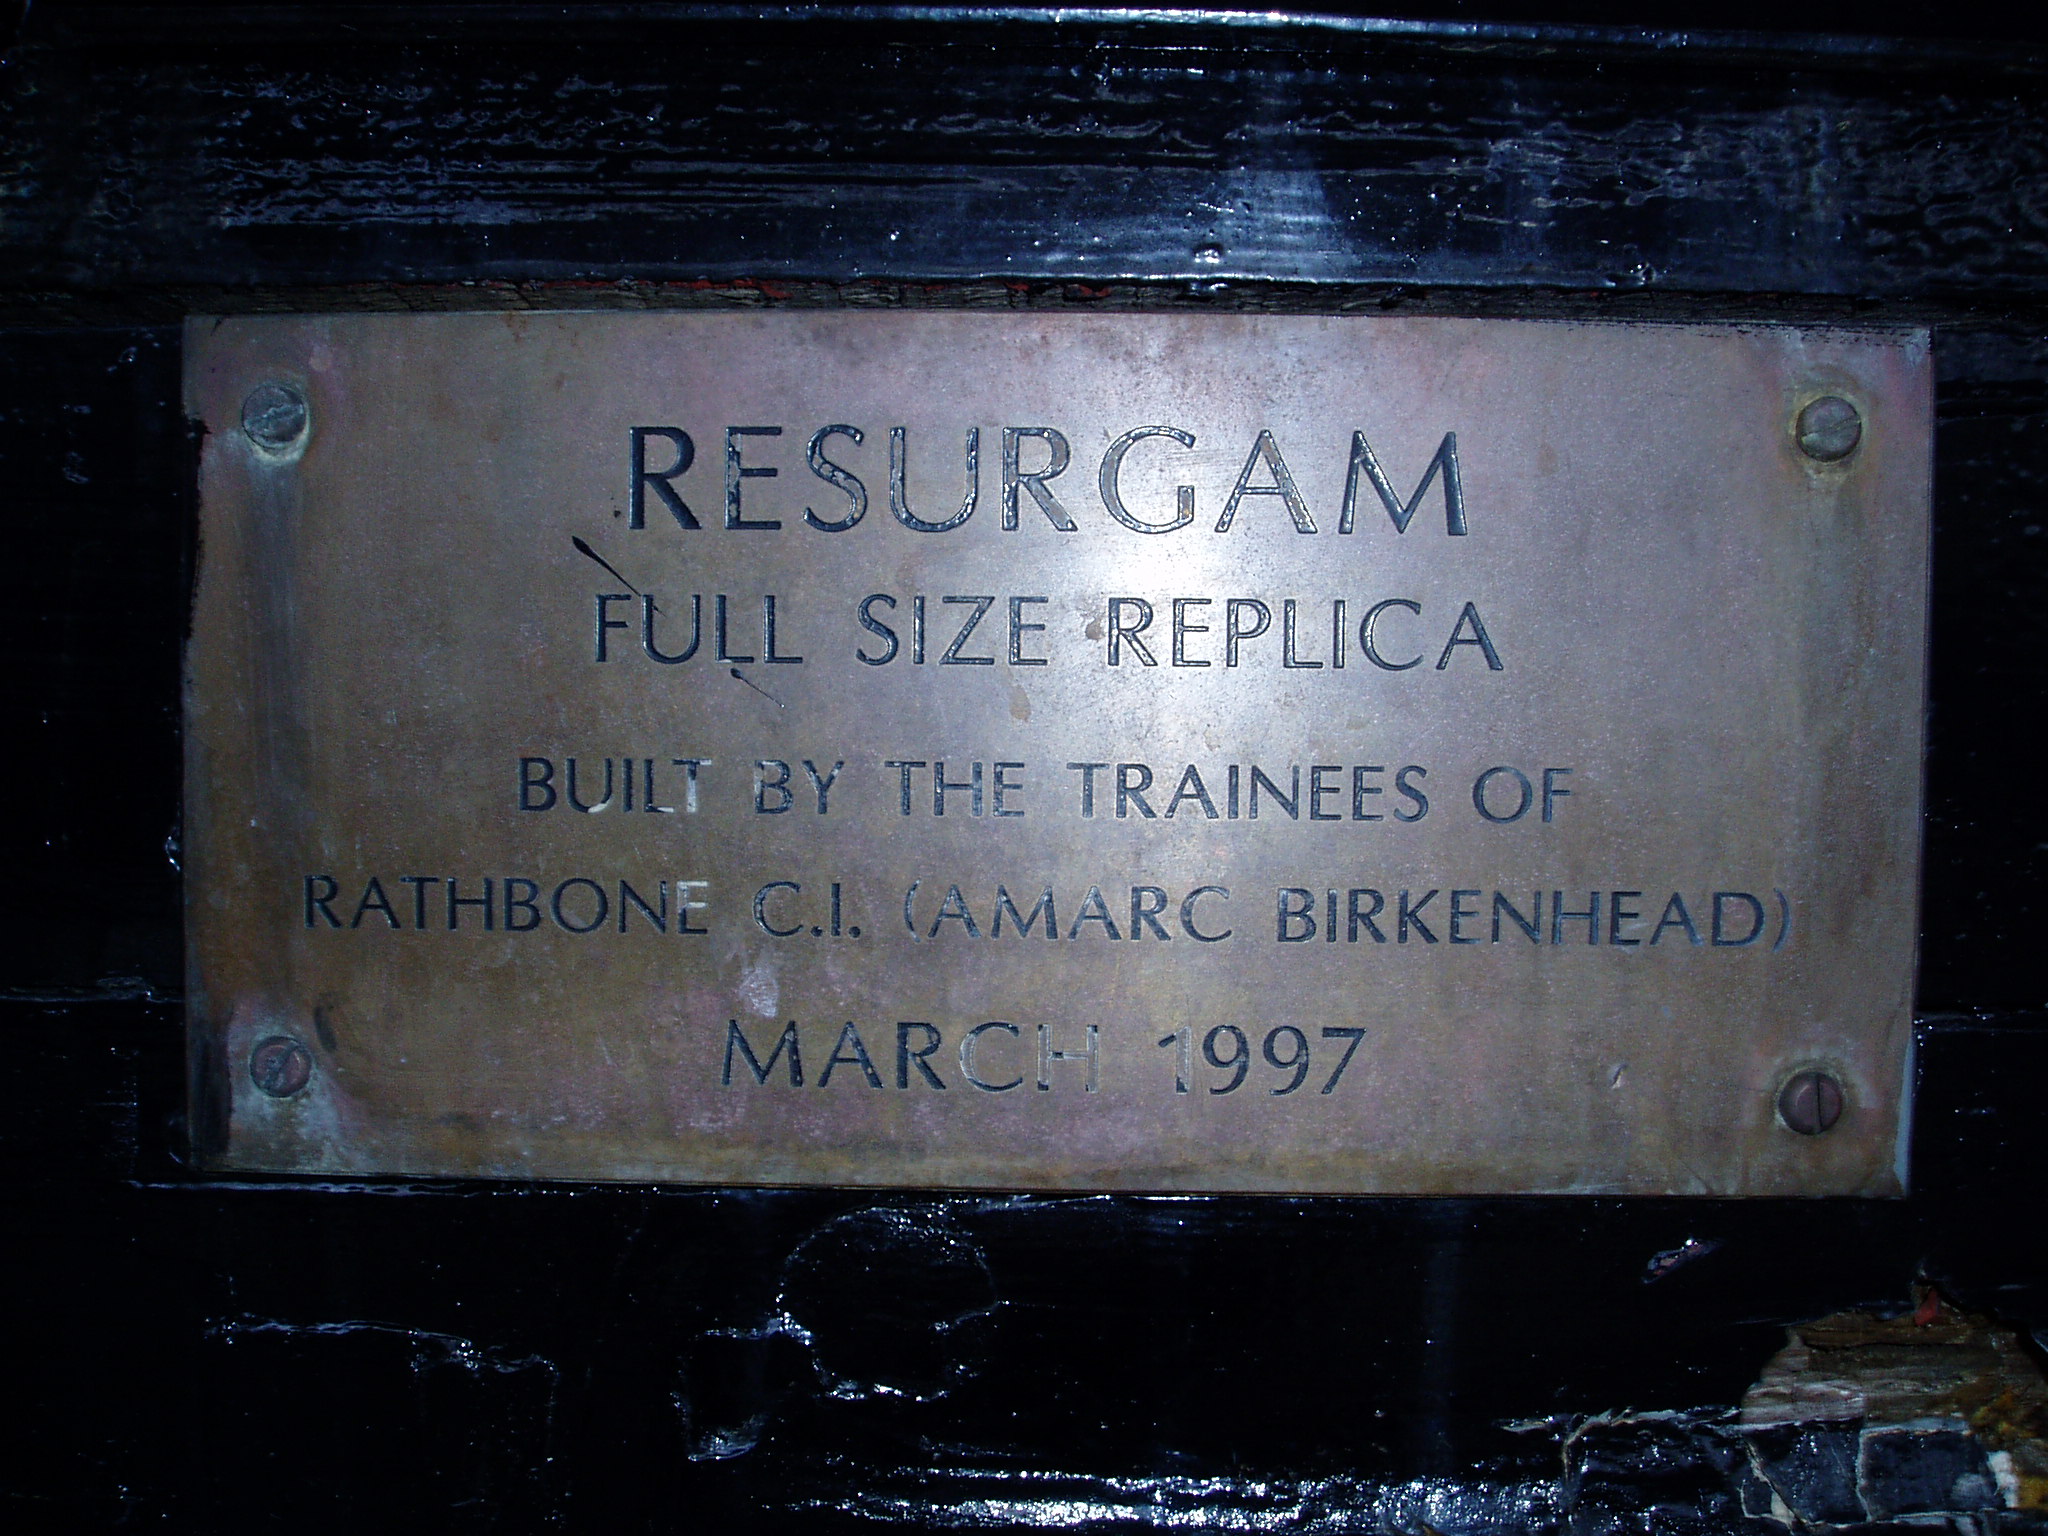 RESURGAM
FULL SIZE REPLICA
BUILT BY THE TRAINEES OF
RATHBONE C.I. (AMARC BIRKENHEAD)
MARCH 1997